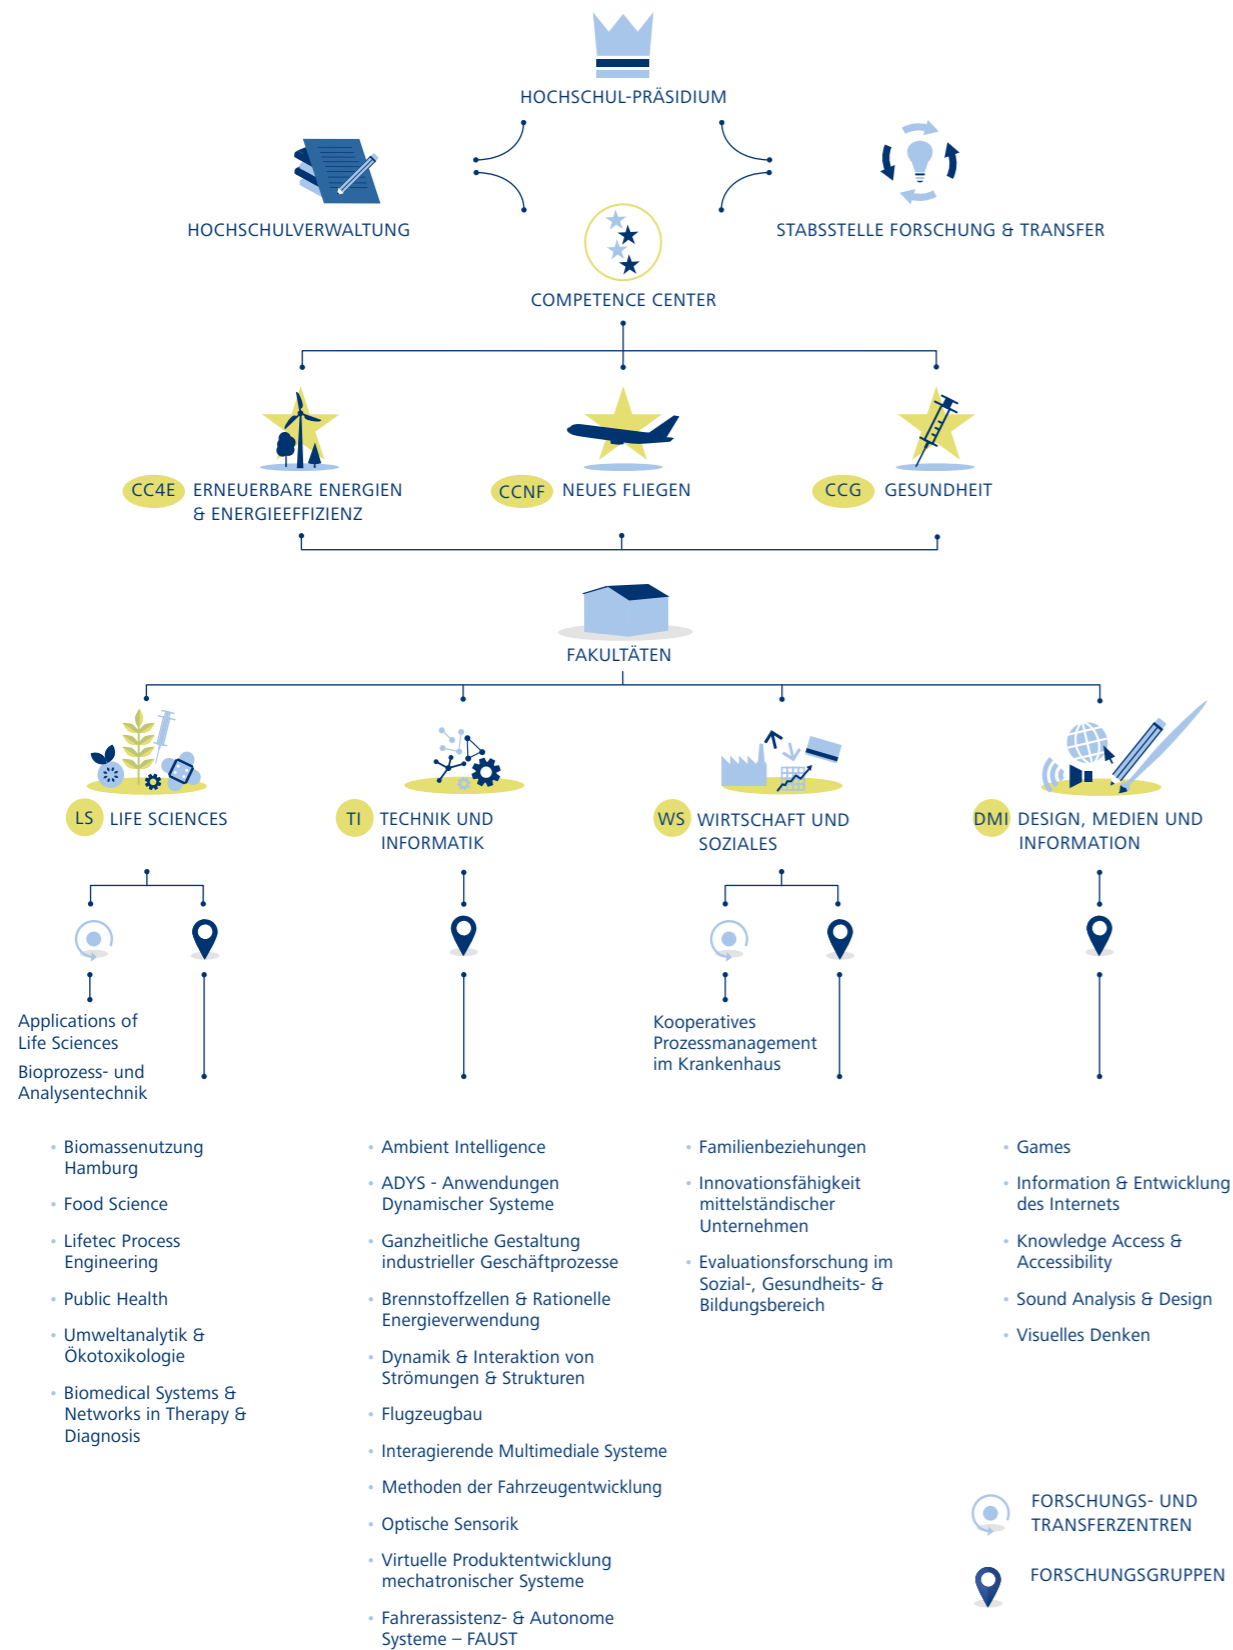 HOCHSCHUL-PRÄSIDIUM
HOCHSCHULVERWALTUNG
STABSSTELLE FORSCHUNG & TRANSFER
COMPETENCE CENTER
CC4E ERNEUERBARE ENERGIEN
& ENERGIEEFFIZIENZ
CCNF NEUES FLIEGEN
CCG GESUNDHEIT
FAKULTÄTEN
LS LIFE SCIENCES
TI TECHNIK UND
INFORMATIK
WS WIRTSCHAFT UND
SOZIALES
DMI DESIGN, MEDIEN UND
INFORMATION
Applications of
Life Sciences
Bioprozess- und
Analysentechnik
Kooperatives
Prozessmanagement
im Krankenhaus
• Biomassenutzung
Hamburg
• Food Science
• Lifetec Process
Engineering
• Public Health
• Umweltanalytik &
Ökotoxikologie
• Biomedical Systems &
Networks in Therapy &
Diagnosis
• Ambient Intelligence
• ADYS - Anwendungen
Dynamischer Systeme
• Ganzheitliche Gestaltung
industrieller Geschäftprozesse
• Brennstoffzellen & Rationelle
Energieverwendung
• Dynamik & Interaktion von
Strömungen & Strukturen
• Flugzeugbau
• Interagierende Multimediale Systeme
• Methoden der Fahrzeugentwicklung
• Optische Sensorik
• Virtuelle Produktentwicklung
mechatronischer Systeme
• Fahrerassistenz- & Autonome
Systeme – FAUST
• Familienbeziehungen
• Innovationsfähigkeit
mittelständischer
Unternehmen
• Evaluationsforschung im
Sozial-, Gesundheits- &
Bildungsbereich
• Games
• Information & Entwicklung
des Internets
• Knowledge Access &
Accessibility
• Sound Analysis & Design
• Visuelles Denken
FORSCHUNGS- UND
TRANSFERZENTREN
FORSCHUNGSGRUPPEN